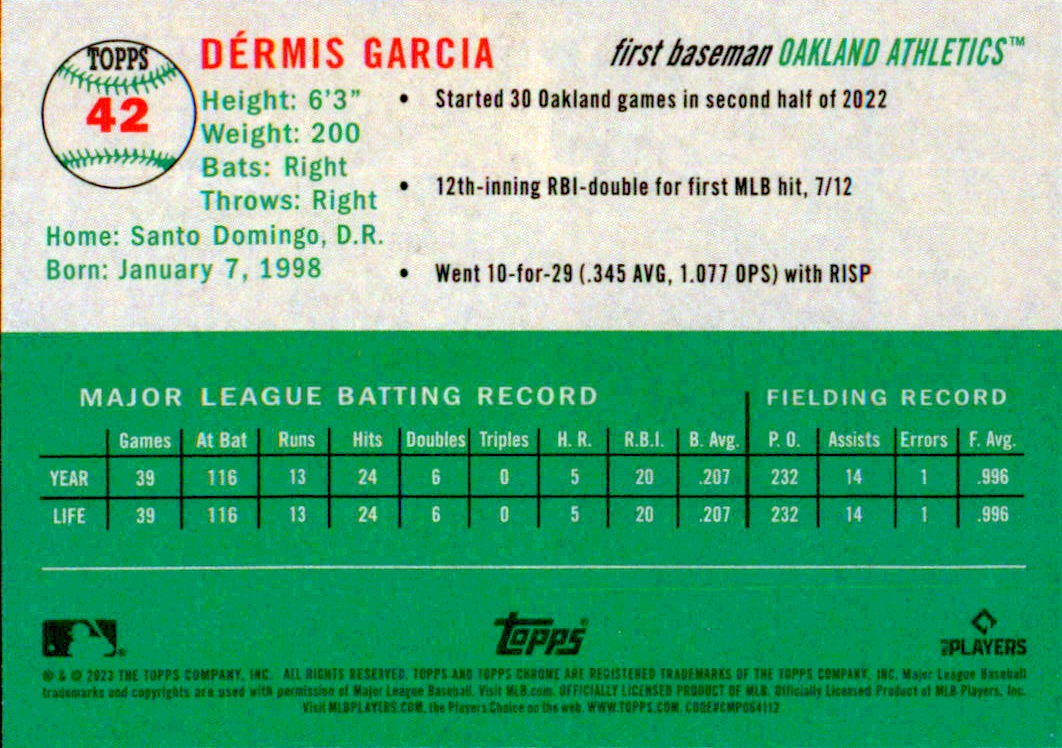 TOPPS
42
DÉRMIS GARCIA
first baseman OAKLAND ATHLETICS™
Height: 6'3"
Weight: 200
Bats: Right
Throws: Right
Home: Santo Domingo, D.R.
Born: January 7, 1998
• Started 30 Oakland games in second half of 2022
• 12th-inning RBI-double for first MLB hit, 7/12
• Went 10-for-29 (.345 AVG, 1.077 OPS) with RISP
MAJOR LEAGUE BATTING RECORD FIELDING RECORD
Games At Bat Runs Hits Doubles Triples H. R. R.B.I. B. Avg. P. O. Assists Errors F. Avg.
YEAR 39 116 13 24 6 0 5 20 .207 232 14 1 .996
LIFE 39 116 13 24 6 0 5 20 .207 232 14 1 .996
Topps®
PLAYERS
® & © 2023 THE TOPPS COMPANY, INC. ALL RIGHTS RESERVED. TOPPS AND TOPPS CHROME ARE REGISTERED TRADEMARKS OF THE TOPPS COMPANY, INC. Major League Baseball
trademarks and copyrights are used with permission of Major League Baseball. Visit MLB.com. OFFICIALLY LICENSED PRODUCT OF MLB. Officially Licensed Product of MLB Players, Inc.
Visit MLBPLAYERS.COM, the Players Choice on the web. WWW.TOPPS.COM. CODE#CMP064112